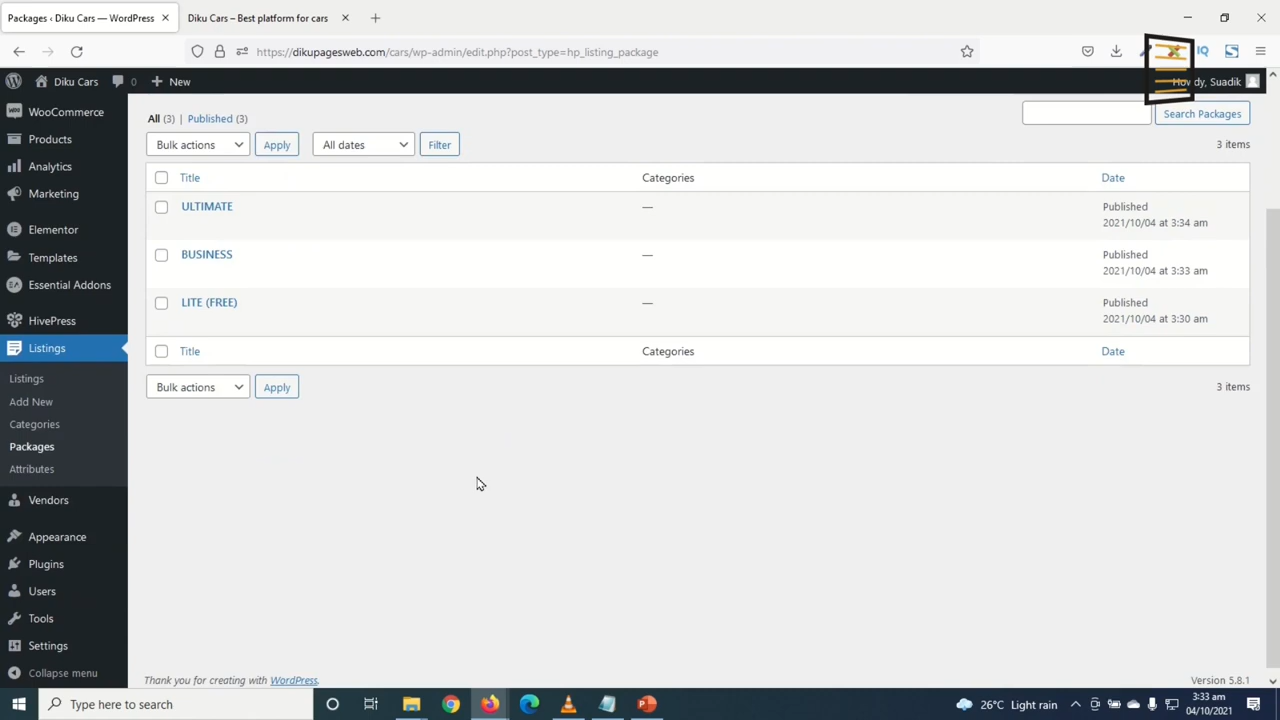 Packages ‹ Diku Cars — WordPress
Diku Cars – Best platform for cars
https://dikupagesweb.com/cars/wp-admin/edit.php?post_type=hp_listing_package
IQ
Diku Cars
0
New
Suadik
WooCommerce
Products
Analytics
Marketing
Elementor
Templates
Essential Addons
HivePress
Listings
Listings
Add New
Categories
Packages
Attributes
Vendors
Appearance
Plugins
Users
Tools
Settings
Collapse menu
All (3) | Published (3)
Search Packages
Bulk actions
Apply
All dates
Filter
3 items
Title
Categories
Date
ULTIMATE
—
Published
2021/10/04 at 3:34 am
BUSINESS
—
Published
2021/10/04 at 3:33 am
LITE (FREE)
—
Published
2021/10/04 at 3:30 am
Title
Categories
Date
Bulk actions
Apply
3 items
Thank you for creating with WordPress.
Version 5.8.1
Type here to search
26°C Light rain
3:33 am
04/10/2021